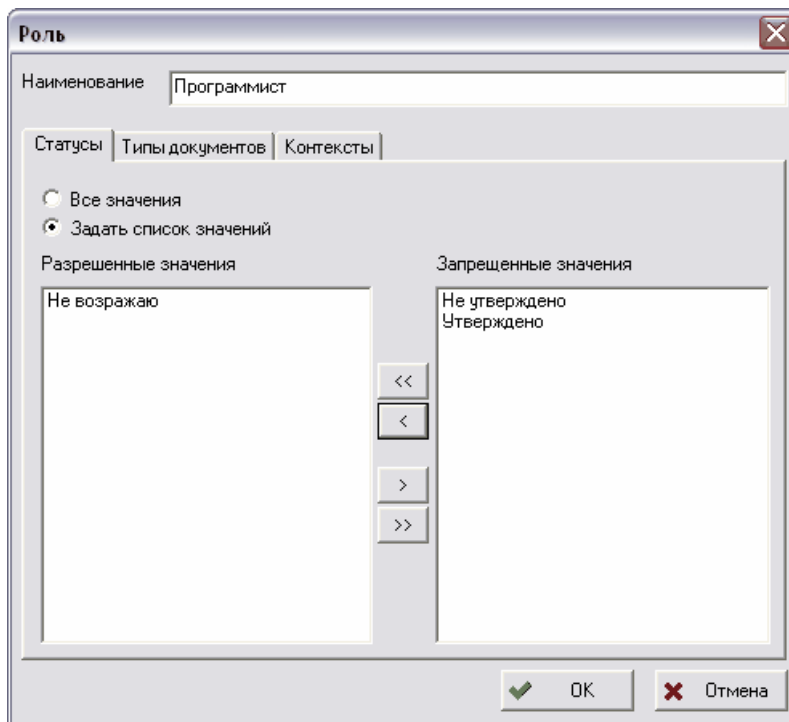 Роль
Наименование Программист
Статусы Типы документов Контексты
Все значения
Задать список значений
Разрешенные значения Запрещенные значения
Не возражаю Не утверждено
Утверждено
<<
<
>
>>
OK Отмена